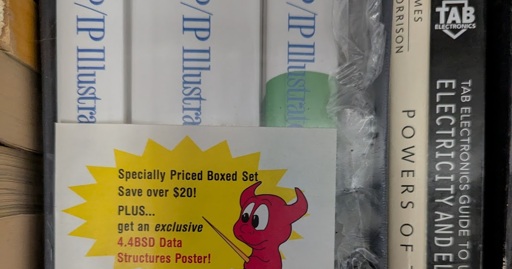 P/IP Illustra
P/IP Illustra
P/IP Illustrat
Specially Priced Boxed Set
Save over $20!
PLUS...
get an exclusive
4.4BSD Data
Structures Poster!
MES
ORRISON
POWERS OF
TAB
ELECTRONICS
TAB ELECTRONICS GUIDE TO U
ELECTRICITY AND EL